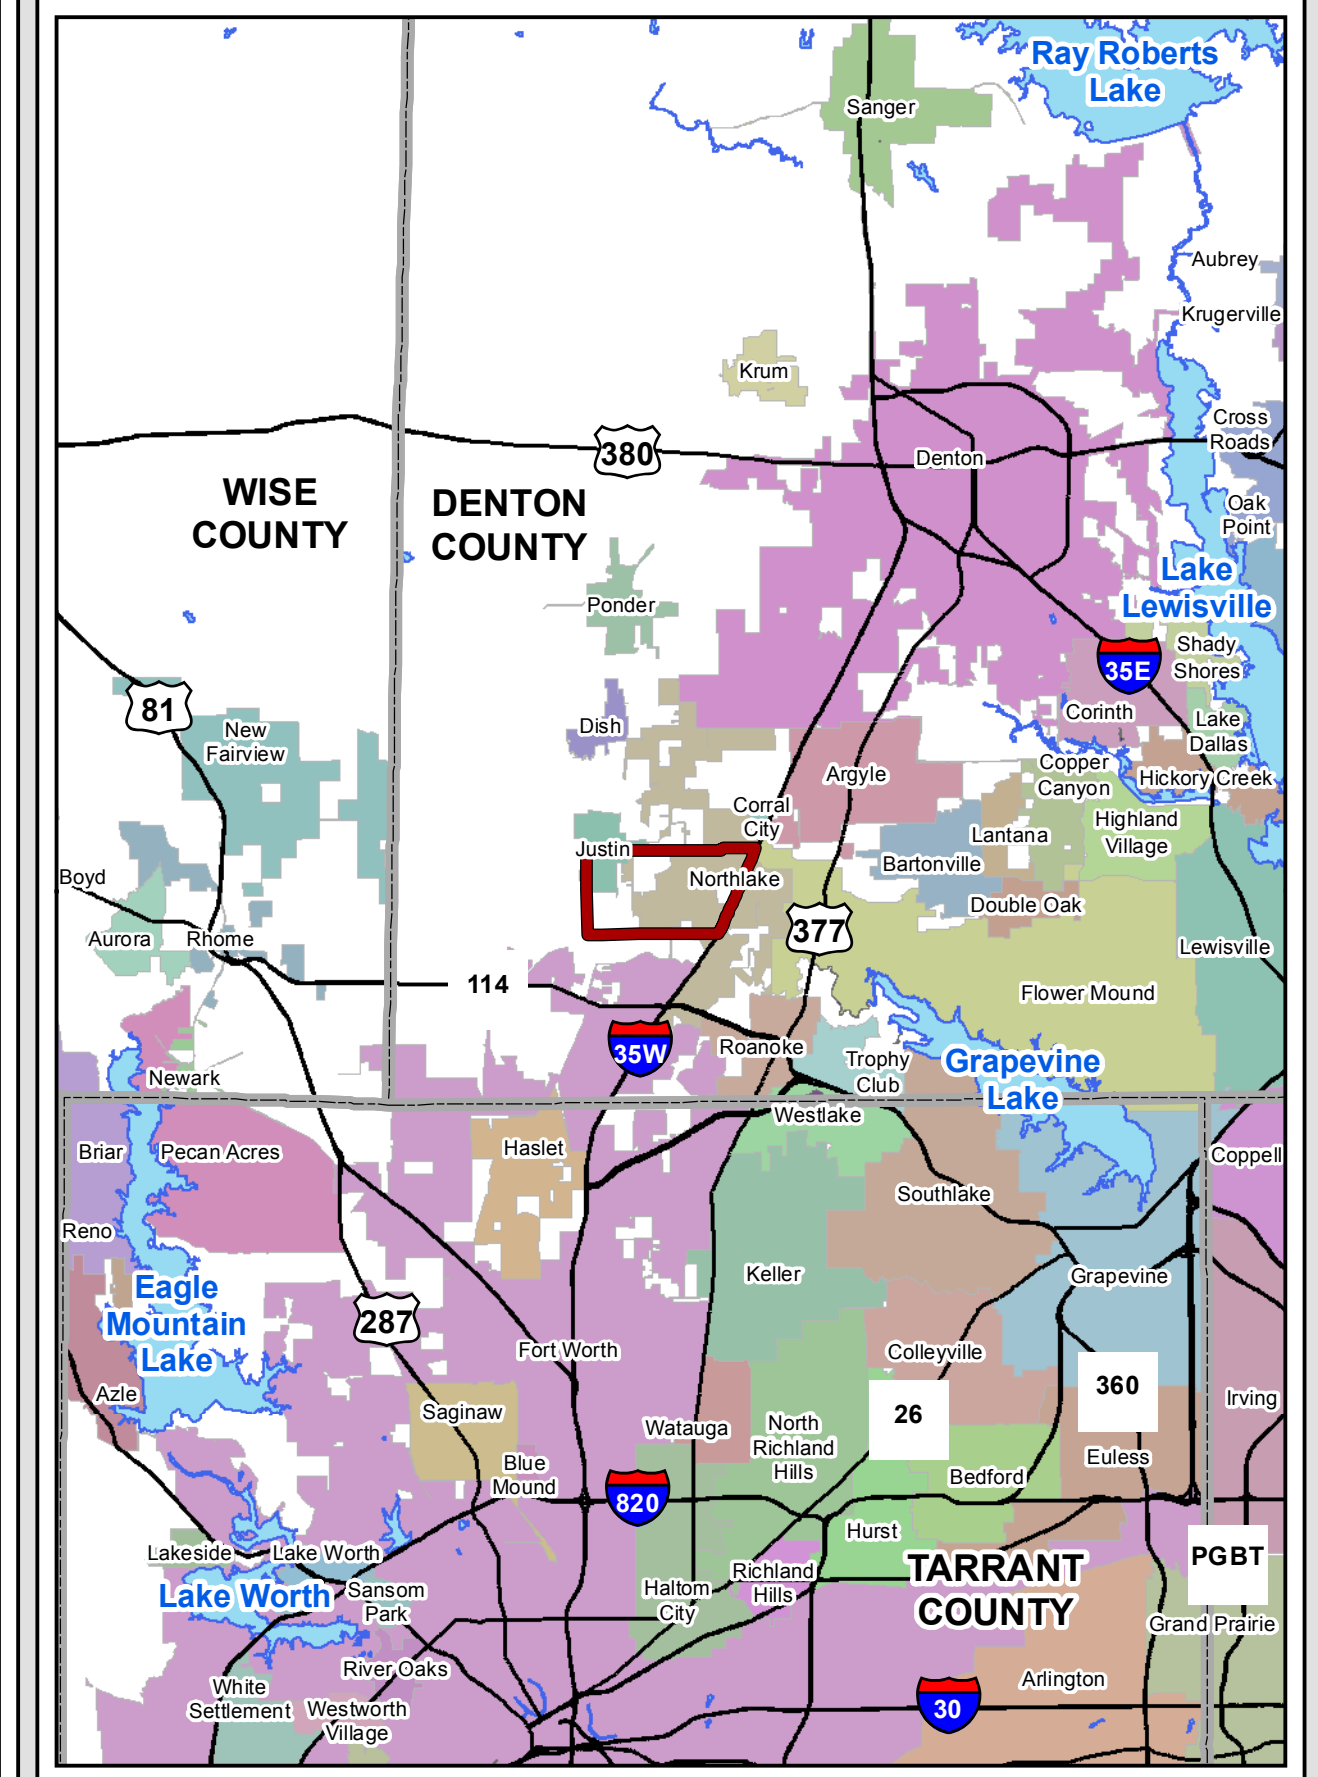 Ray Roberts
Lake
Sanger
Aubrey
Krugerville
Krum
Cross
Roads
380
Denton
WISE
COUNTY
DENTON
COUNTY
Oak
Point
Lake
Lewisville
Ponder
Shady
Shores
35E
81
New
Fairview
Dish
Corinth
Lake
Dallas
Argyle
Copper
Canyon
Hickory Creek
Corral
City
Lantana
Highland
Village
Justin
Bartonville
Boyd
Northlake
Double Oak
Aurora
Rhome
377
Lewisville
114
Flower Mound
35W
Roanoke
Trophy
Club
Grapevine
Lake
Newark
Westlake
Briar
Pecan Acres
Haslet
Coppell
Southlake
Reno
Keller
Grapevine
Eagle
Mountain
Lake
287
Fort Worth
Colleyville
360
Azle
Saginaw
26
Irving
Watauga
North
Richland
Hills
Blue
Mound
Bedford
Euless
820
Hurst
Lakeside
Lake Worth
PGBT
Lake Worth
Sansom
Park
Haltom
City
Richland
Hills
TARRANT
COUNTY
Grand Prairie
River Oaks
White
Settlement
Westworth
Village
Arlington
30